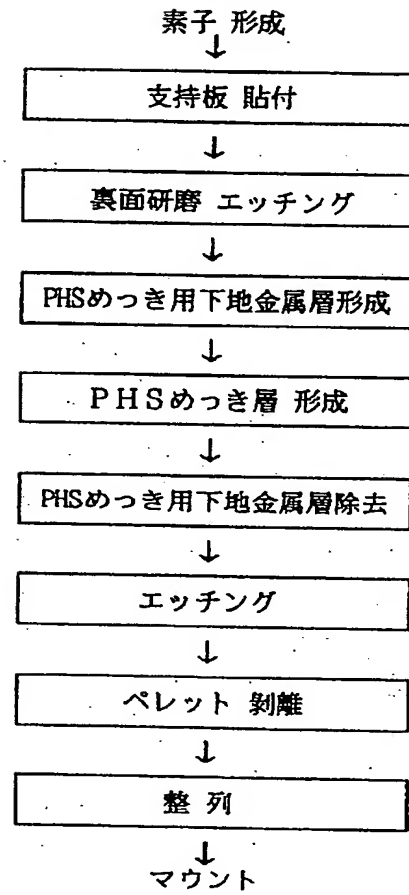 素子 形成
↓
支持板 貼付
↓
裏面研磨 エッチング
↓
PHSめっき用下地金属層形成
↓
PHSめっき層 形成
↓
PHSめっき用下地金属層除去
↓
エッチング
↓
ペレット 剝離
↓
整 列
↓
マウント